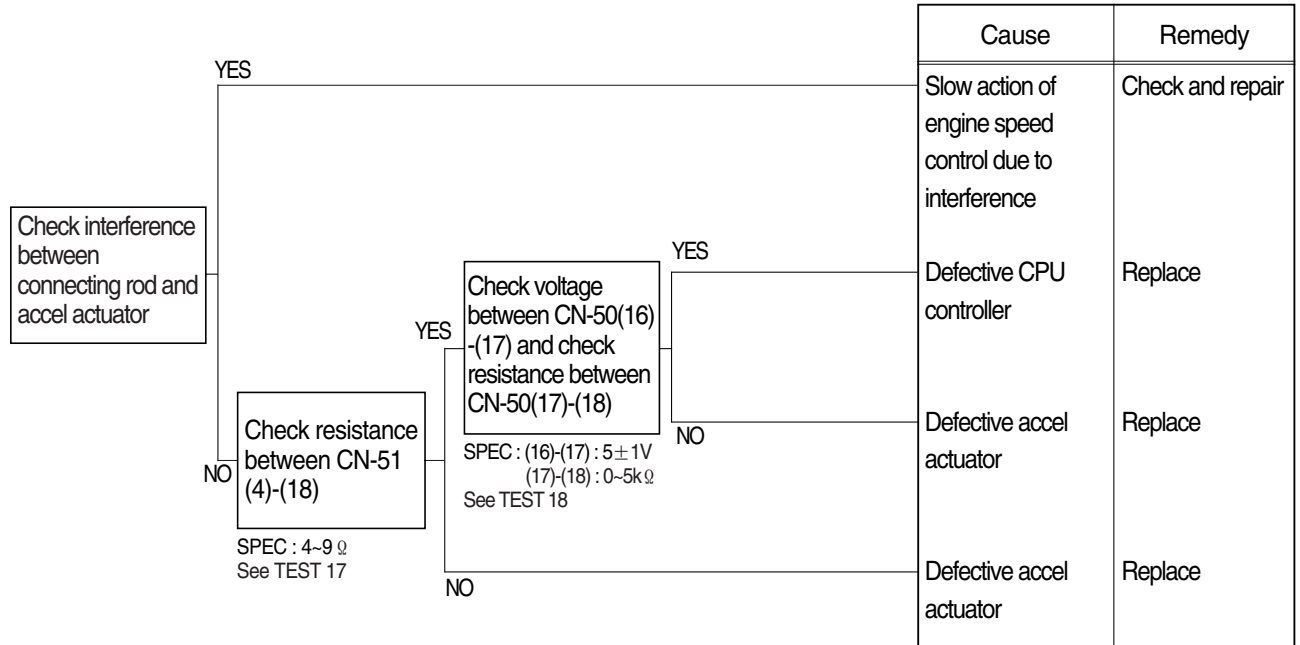 Cause
Remedy
YES
Slow action of
engine speed
control due to
interference
Check and repair
Check interference
between
connecting rod and
accel actuator
YES
Defective CPU
controller
Replace
Check voltage
between CN-50(16)
-(17) and check
resistance between
CN-50(17)-(18)
YES
NO
Defective accel
actuator
Replace
SPEC : (16)-(17) : 5±1V
(17)-(18) : 0~5kΩ
See TEST 18
Check resistance
between CN-51
(4)-(18)
NO
SPEC : 4~9 Ω
See TEST 17
NO
Defective accel
actuator
Replace